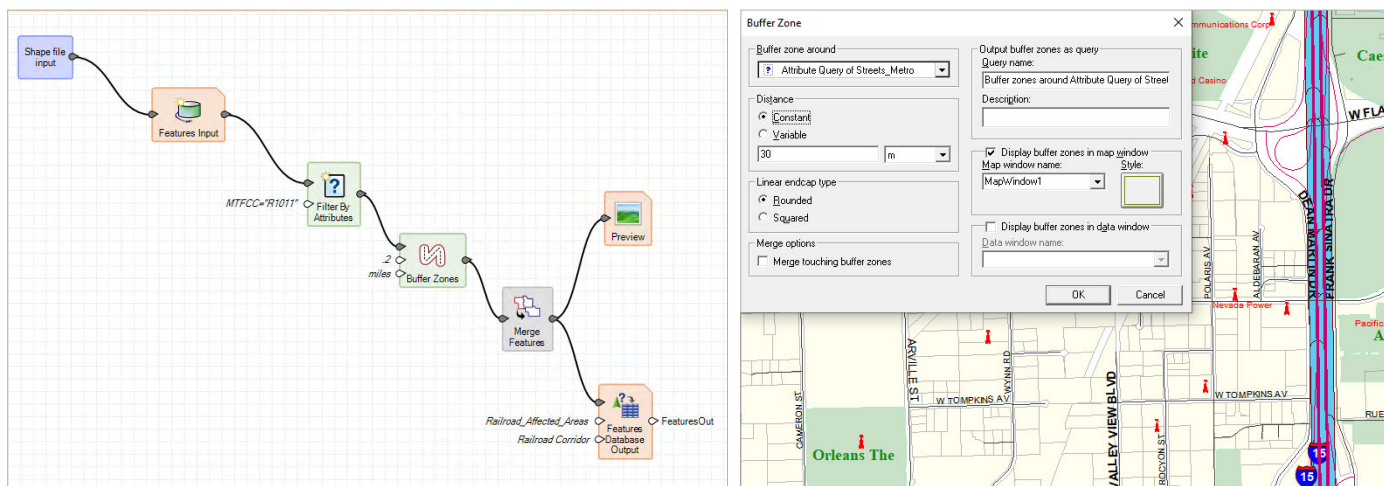 Shape file
input
Features Input
MTFCC="R1011"
Filter By
Attributes
.2
miles
Buffer Zones
Preview
Merge
Features
Railroad_Affected_Areas
Railroad Corridor
Features
Database
Output
FeaturesOut
Buffer Zone
Buffer zone around
Attribute Query of Streets_Metro
Distance
Constant
Variable
30
m
Linear endcap type
Rounded
Squared
Merge options
Merge touching buffer zones
Output buffer zones as query
Query name:
Buffer zones around Attribute Query of Street
Description:
Display buffer zones in map window
Map window name:
Style:
MapWindow1
Display buffer zones in data window
Data window name:
OK
Cancel
mmunications Corp
ite
d Casino
Cae
W FLA
DEAN MARTIN DR
FRANK SINATRA DR
POLARIS AV
ALDEBARAN AV
Nevada Power
Pacific
A
ARVILLE ST
WYNN RD
VALLEY VIEW BLVD
W TOMPKINS AV
W TOMPKINS AV
RUE
CAMERON ST
ROCYON ST
Orleans The
15
15